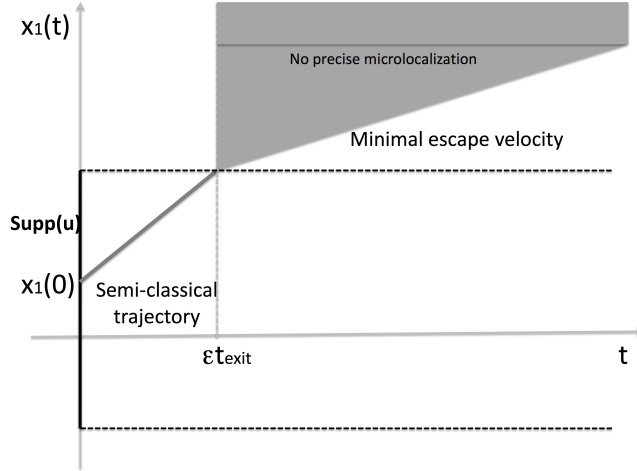 x1(t)
No precise microlocalization
Minimal escape velocity
Supp(u)
x1(0)
Semi-classical
trajectory
εtexit
t